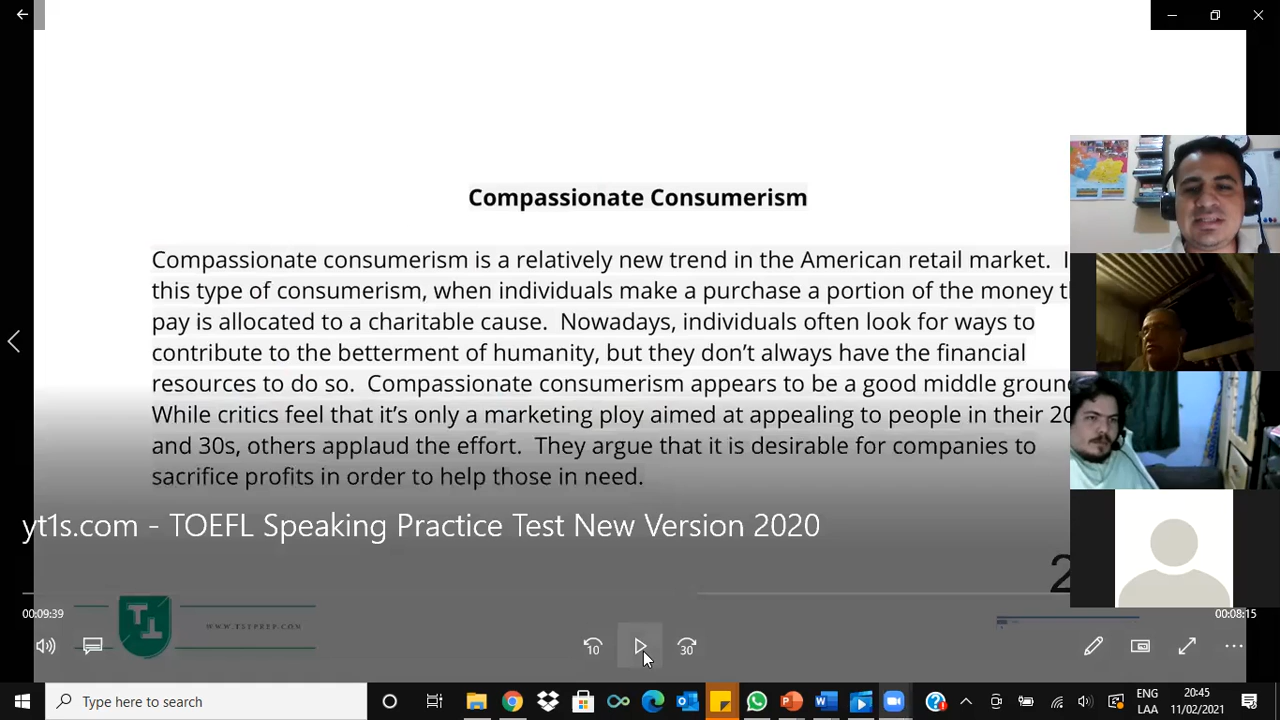 Compassionate Consumerism
Compassionate consumerism is a relatively new trend in the American retail market.
this type of consumerism, when individuals make a purchase a portion of the money
pay is allocated to a charitable cause. Nowadays, individuals often look for ways to
contribute to the betterment of humanity, but they don't always have the financial
resources to do so. Compassionate consumerism appears to be a good middle ground
While critics feel that it's only a marketing ploy aimed at appealing to people in their 20
and 30s, others applaud the effort. They argue that it is desirable for companies to
sacrifice profits in order to help those in need.
yt1s.com - TOEFL Speaking Practice Test New Version 2020
2
00:09:39
00:08:15
WWW.TSTPREP.COM
10
30
Type here to search
ENG
LAA
20:45
11/02/2021